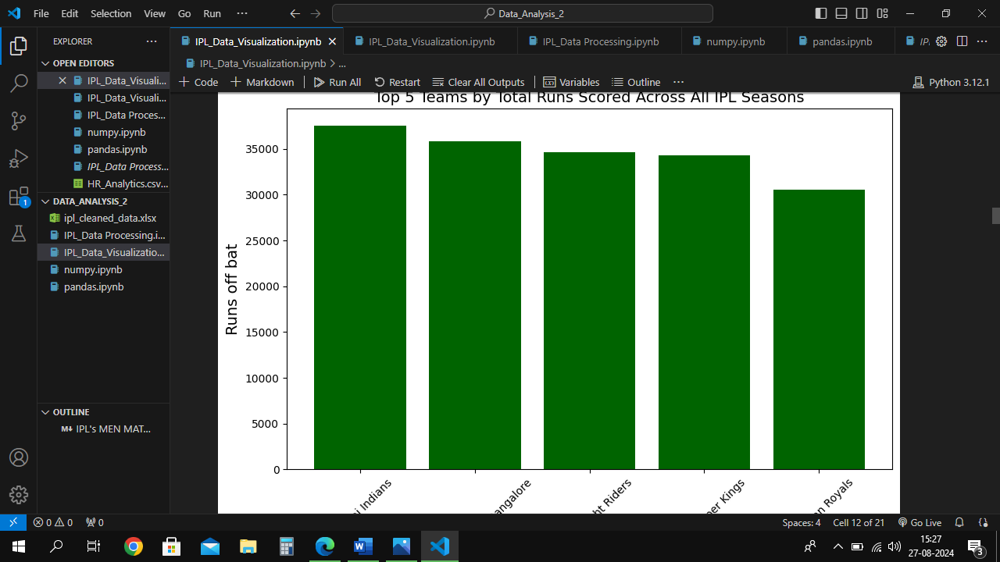 File Edit Selection View Go Run ··· Data_Analysis_2
EXPLORER ···
OPEN EDITORS
IPL_Data_Visuali...
IPL_Data_Visuali...
IPL_Data Proces...
numpy.ipynb
pandas.ipynb
IPL_Data Process...
HR_Analytics.csv...
DATA_ANALYSIS_2
ipl_cleaned_data.xlsx
IPL_Data Processing.i...
IPL_Data_Visualizatio...
numpy.ipynb
pandas.ipynb
OUTLINE
M↓ IPL's MEN MAT...
1
IPL_Data_Visualization.ipynb IPL_Data_Visualization.ipynb IPL_Data Processing.ipynb numpy.ipynb pandas.ipynb IPL ···
IPL_Data_Visualization.ipynb > ...
+ Code + Markdown Run All Restart Clear All Outputs Variables Outline ··· Python 3.12.1
Top 5 Teams by Total Runs Scored Across All IPL Seasons
Runs off bat
35000
30000
25000
20000
15000
10000
5000
0
i Indians
angalore
ht Riders
per Kings
n Royals
0 0 0 Spaces: 4 Cell 12 of 21 Go Live
15:27
27-08-2024
3